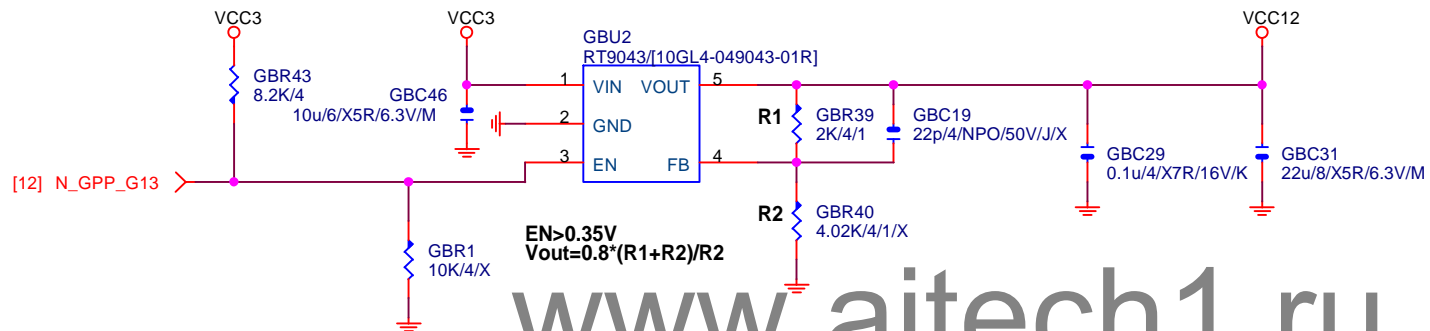 VCC3
VCC3
VCC12
GBU2
RT9043/[10GL4-049043-01R]
GBR43
8.2K/4
GBC46
10u/6/X5R/6.3V/M
1
VIN
VOUT
5
2
GND
3
EN
FB
4
R1
GBR39
2K/4/1
GBC19
22p/4/NPO/50V/J/X
GBC29
0.1u/4/X7R/16V/K
GBC31
22u/8/X5R/6.3V/M
[12] N_GPP_G13
R2
GBR40
4.02K/4/1/X
EN>0.35V
Vout=0.8*(R1+R2)/R2
GBR1
10K/4/X
www.aitech1.ru